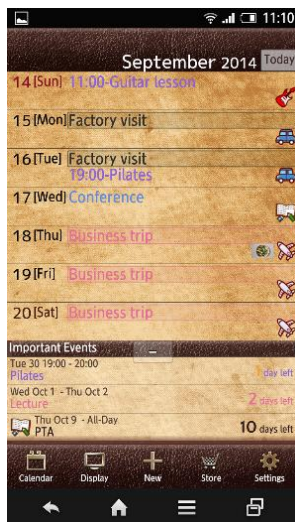 11:10
September 2014 Today
14 [Sun] 11:00-Guitar lesson
15 [Mon] Factory visit
16 [Tue] Factory visit
19:00-Pilates
17 [Wed] Conference
18 [Thu] Business trip
19 [Fri] Business trip
20 [Sat] Business trip
Important Events
Tue 30 19:00 - 20:00
Pilates day left
Wed Oct 1 - Thu Oct 2
Lecture 2 days left
Thu Oct 9 - All-Day
PTA 10 days left
Calendar Display New Store Settings